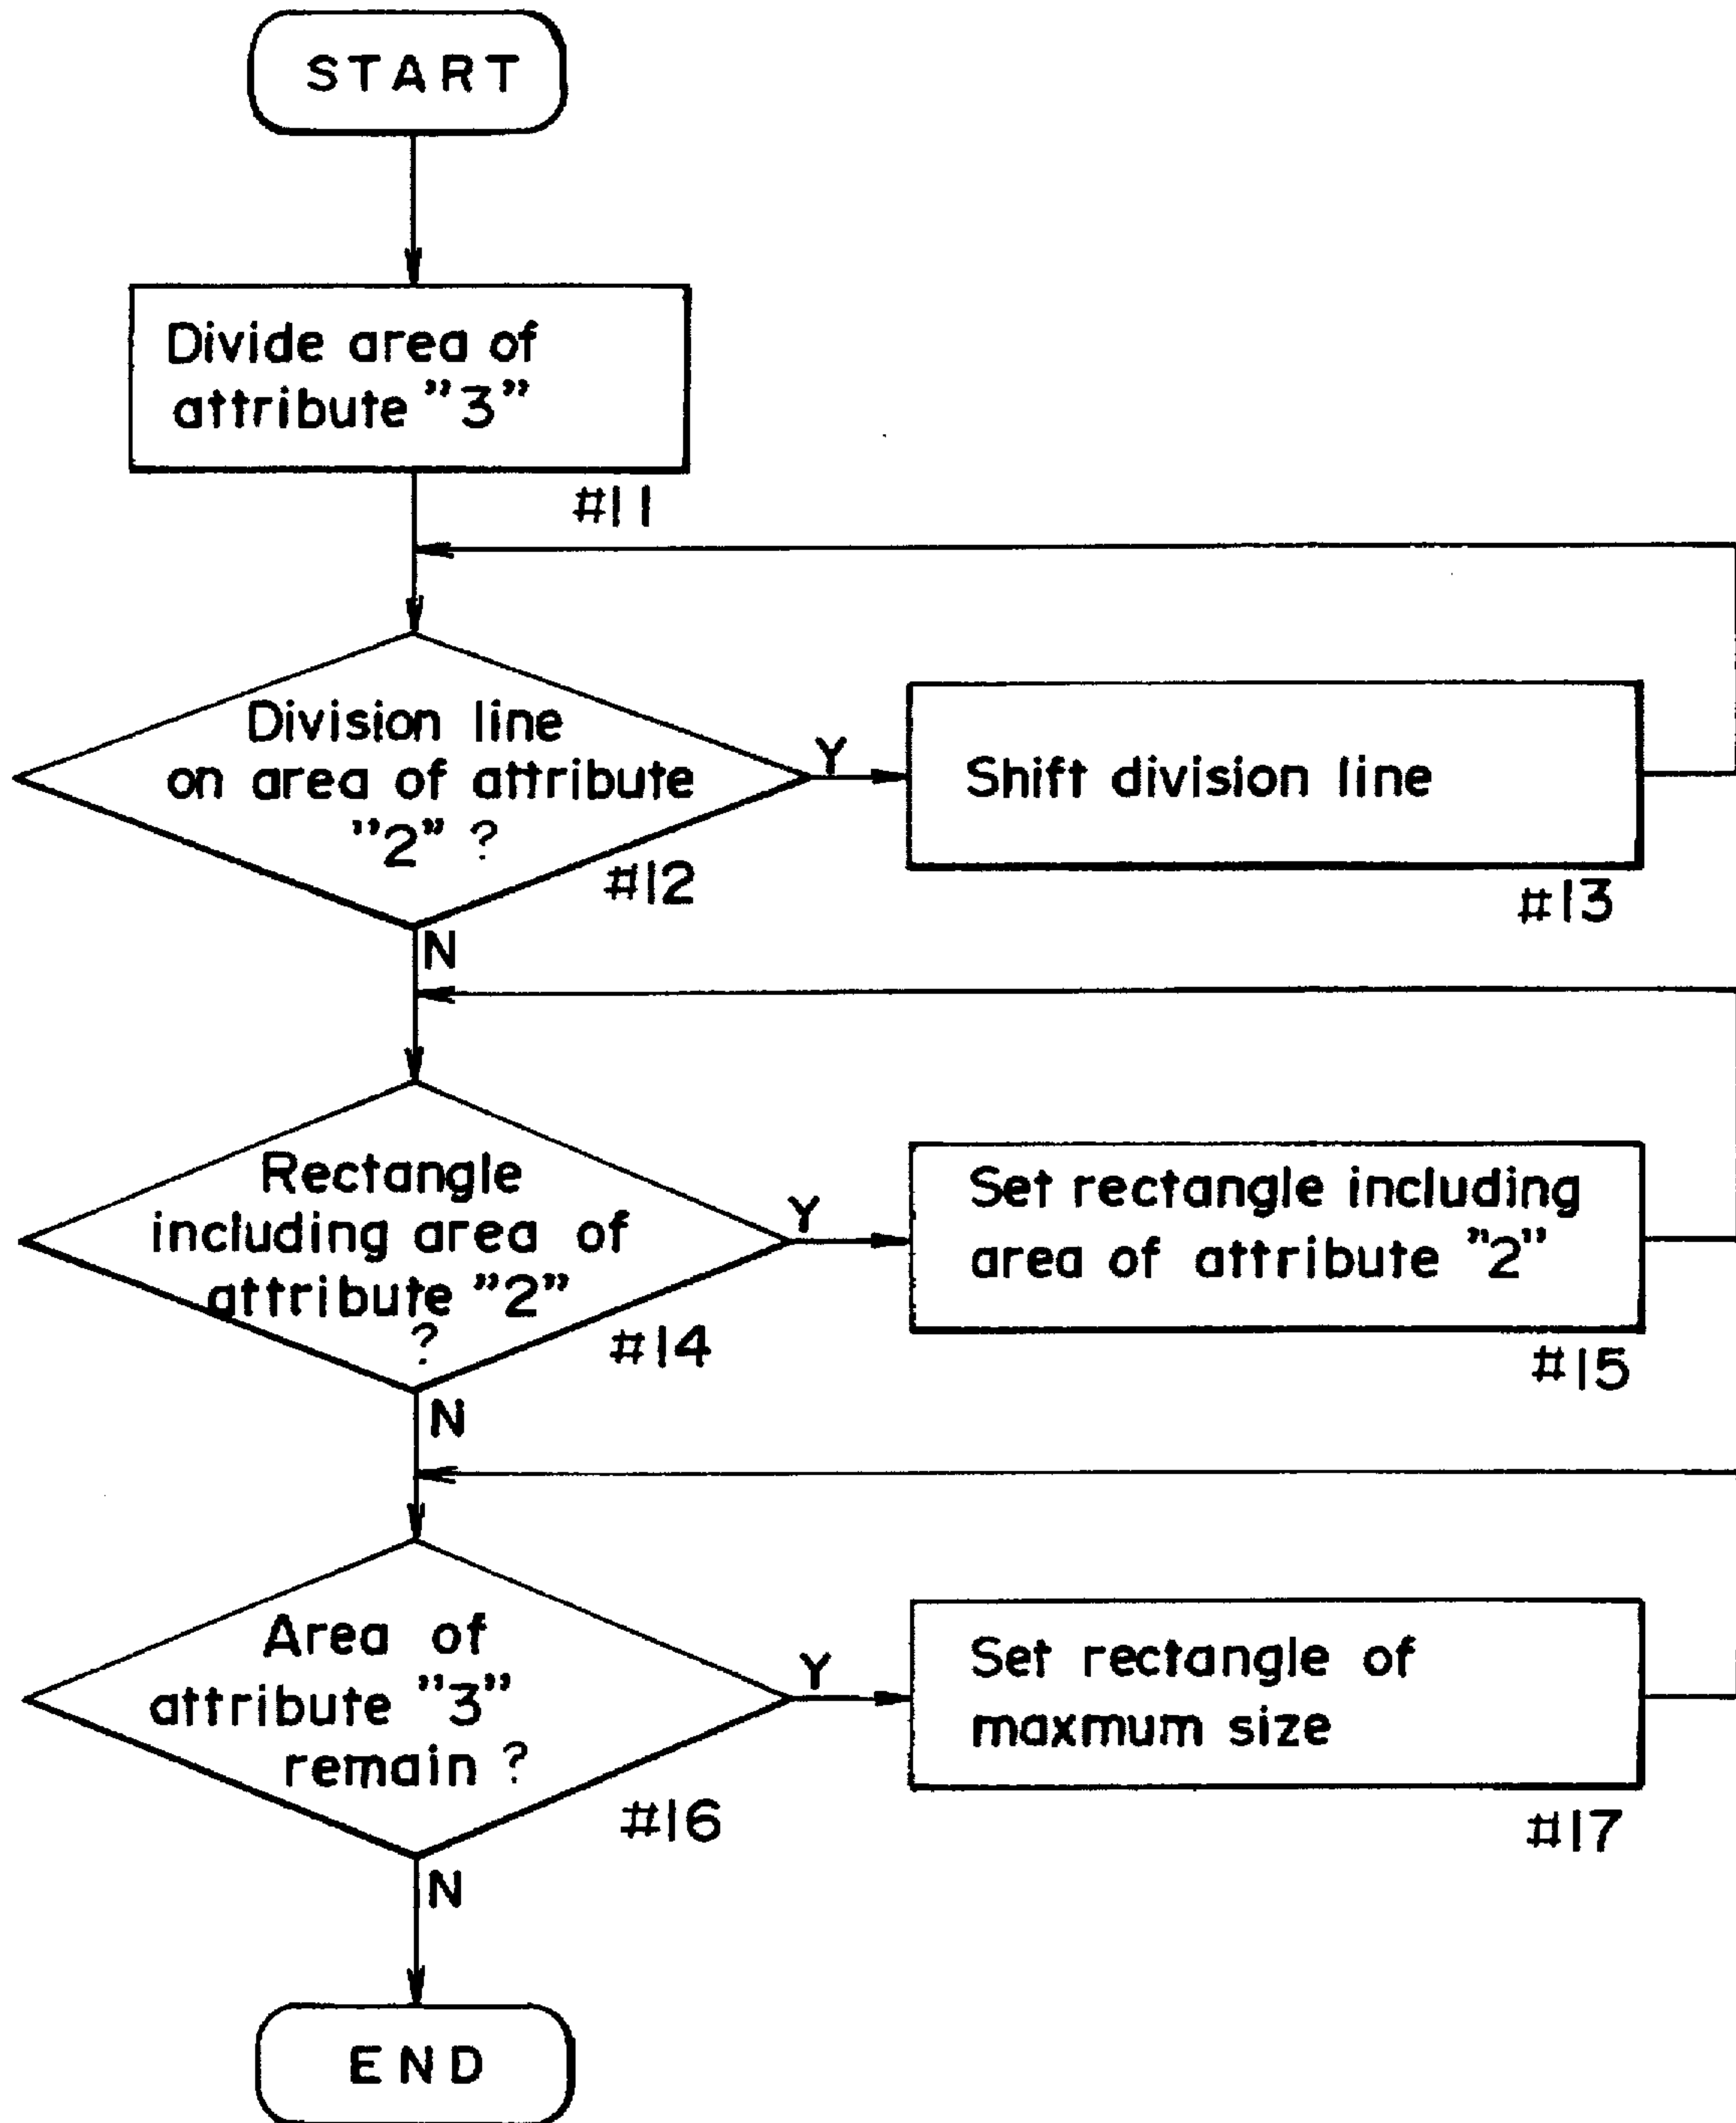 START
Divide area of
attribute "3"
#11
Division line
on area of attribute
"2" ?
#12
Y
Shift division line
#13
N
Rectangle
including area of
attribute "2"
?
#14
Y
Set rectangle including
area of attribute "2"
#15
N
Area of
attribute "3"
remain ?
#16
Y
Set rectangle of
maxmum size
#17
N
END